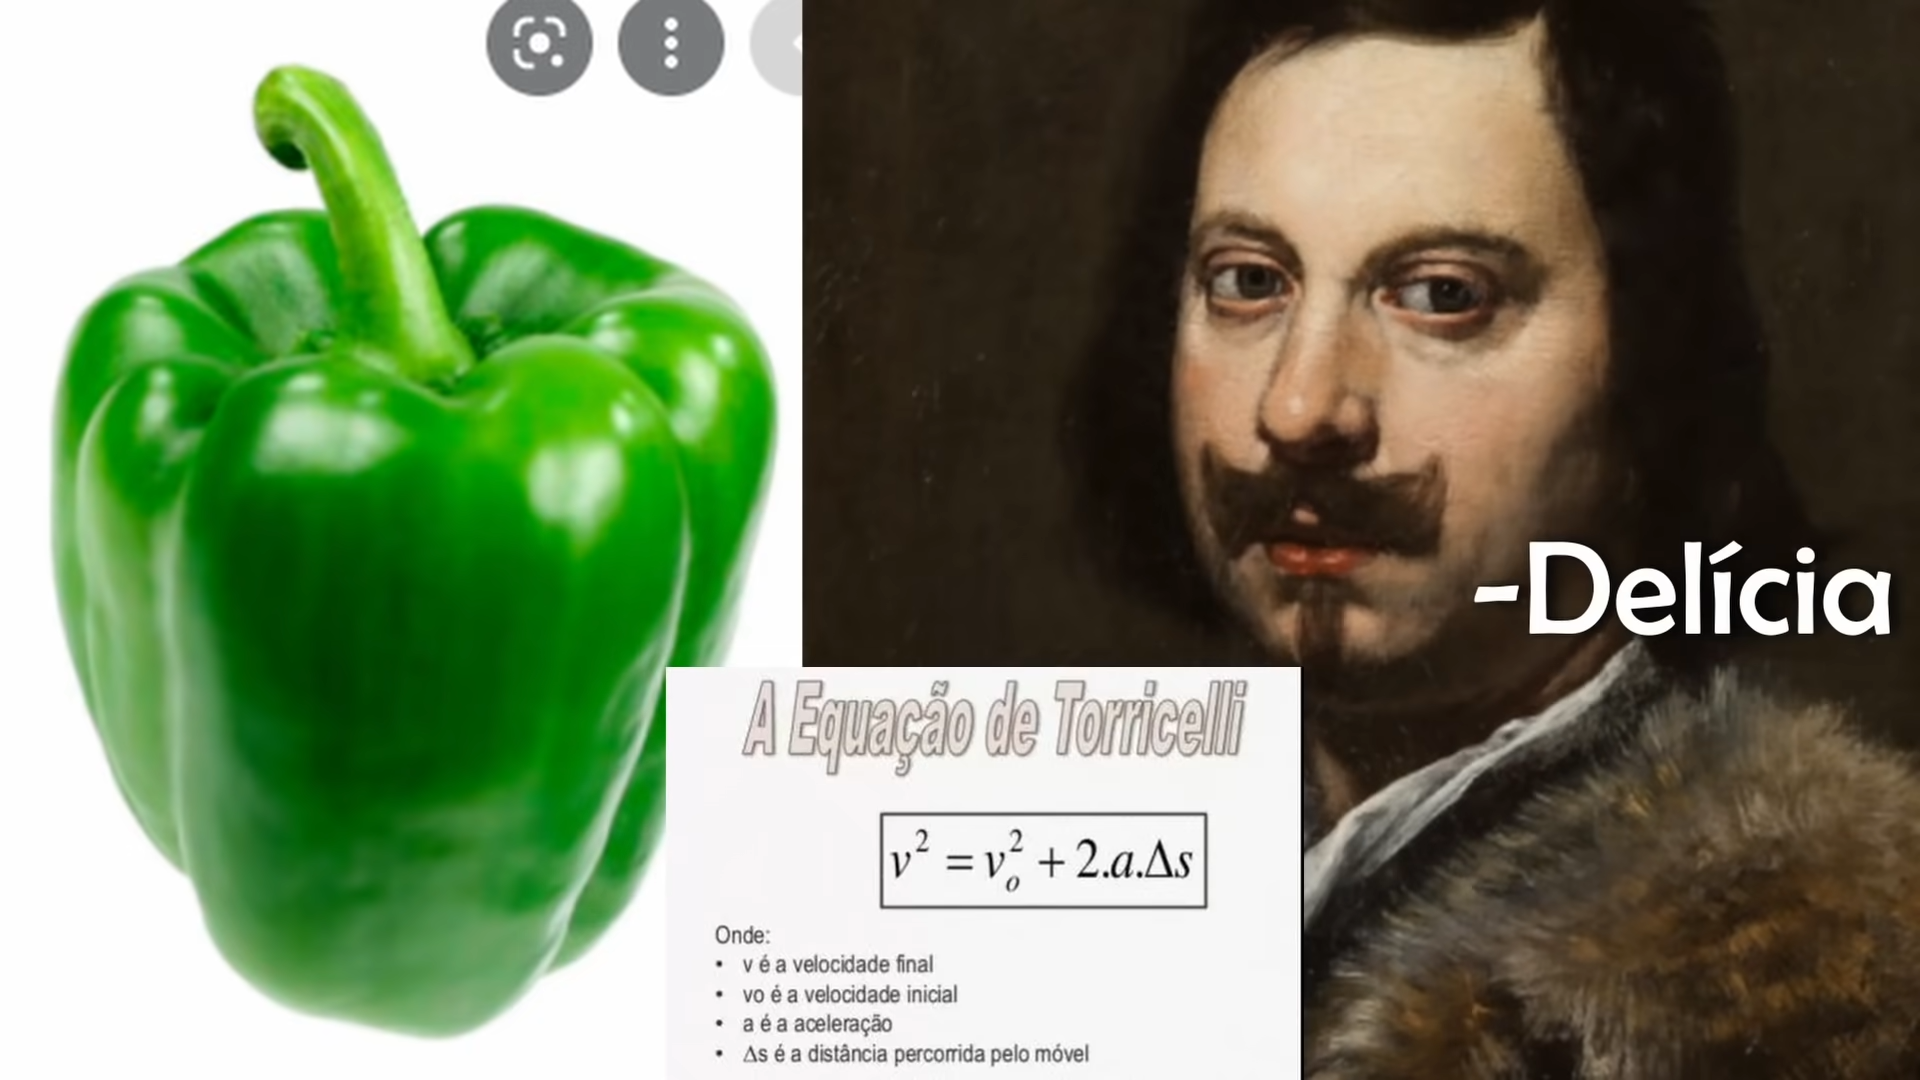 -Delícia
A Equação de Torricelli
v² = vₒ² + 2.a.Δs
Onde:
• v é a velocidade final
• vo é a velocidade inicial
• a é a aceleração
• Δs é a distância percorrida pelo móvel